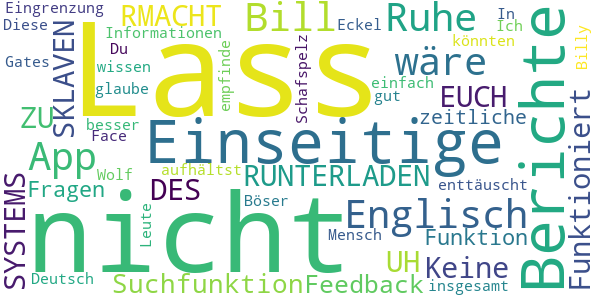 Eingrenzung
RMACHT
Bill
Ruhe
Eckel
In
Diese
Informationen
Ich
Du
könnten
Gates
wissen
Lass
empfinde
Schafspelz
wäre
Billy
SKLAVEN
glaube
einfach
gut
EUCH
ZU
besser
zeitliche
Face
Einseitige
Berichte
Funktioniert
App
Wolf
aufhältst
RUNTERLADEN
enttäuscht
Fragen
DES
SYSTEMS
nicht
Böser
Englisch
Leute
Mensch
Funktion
UH
Keine
Deutsch
Suchfunktion
Feedback
insgesamt